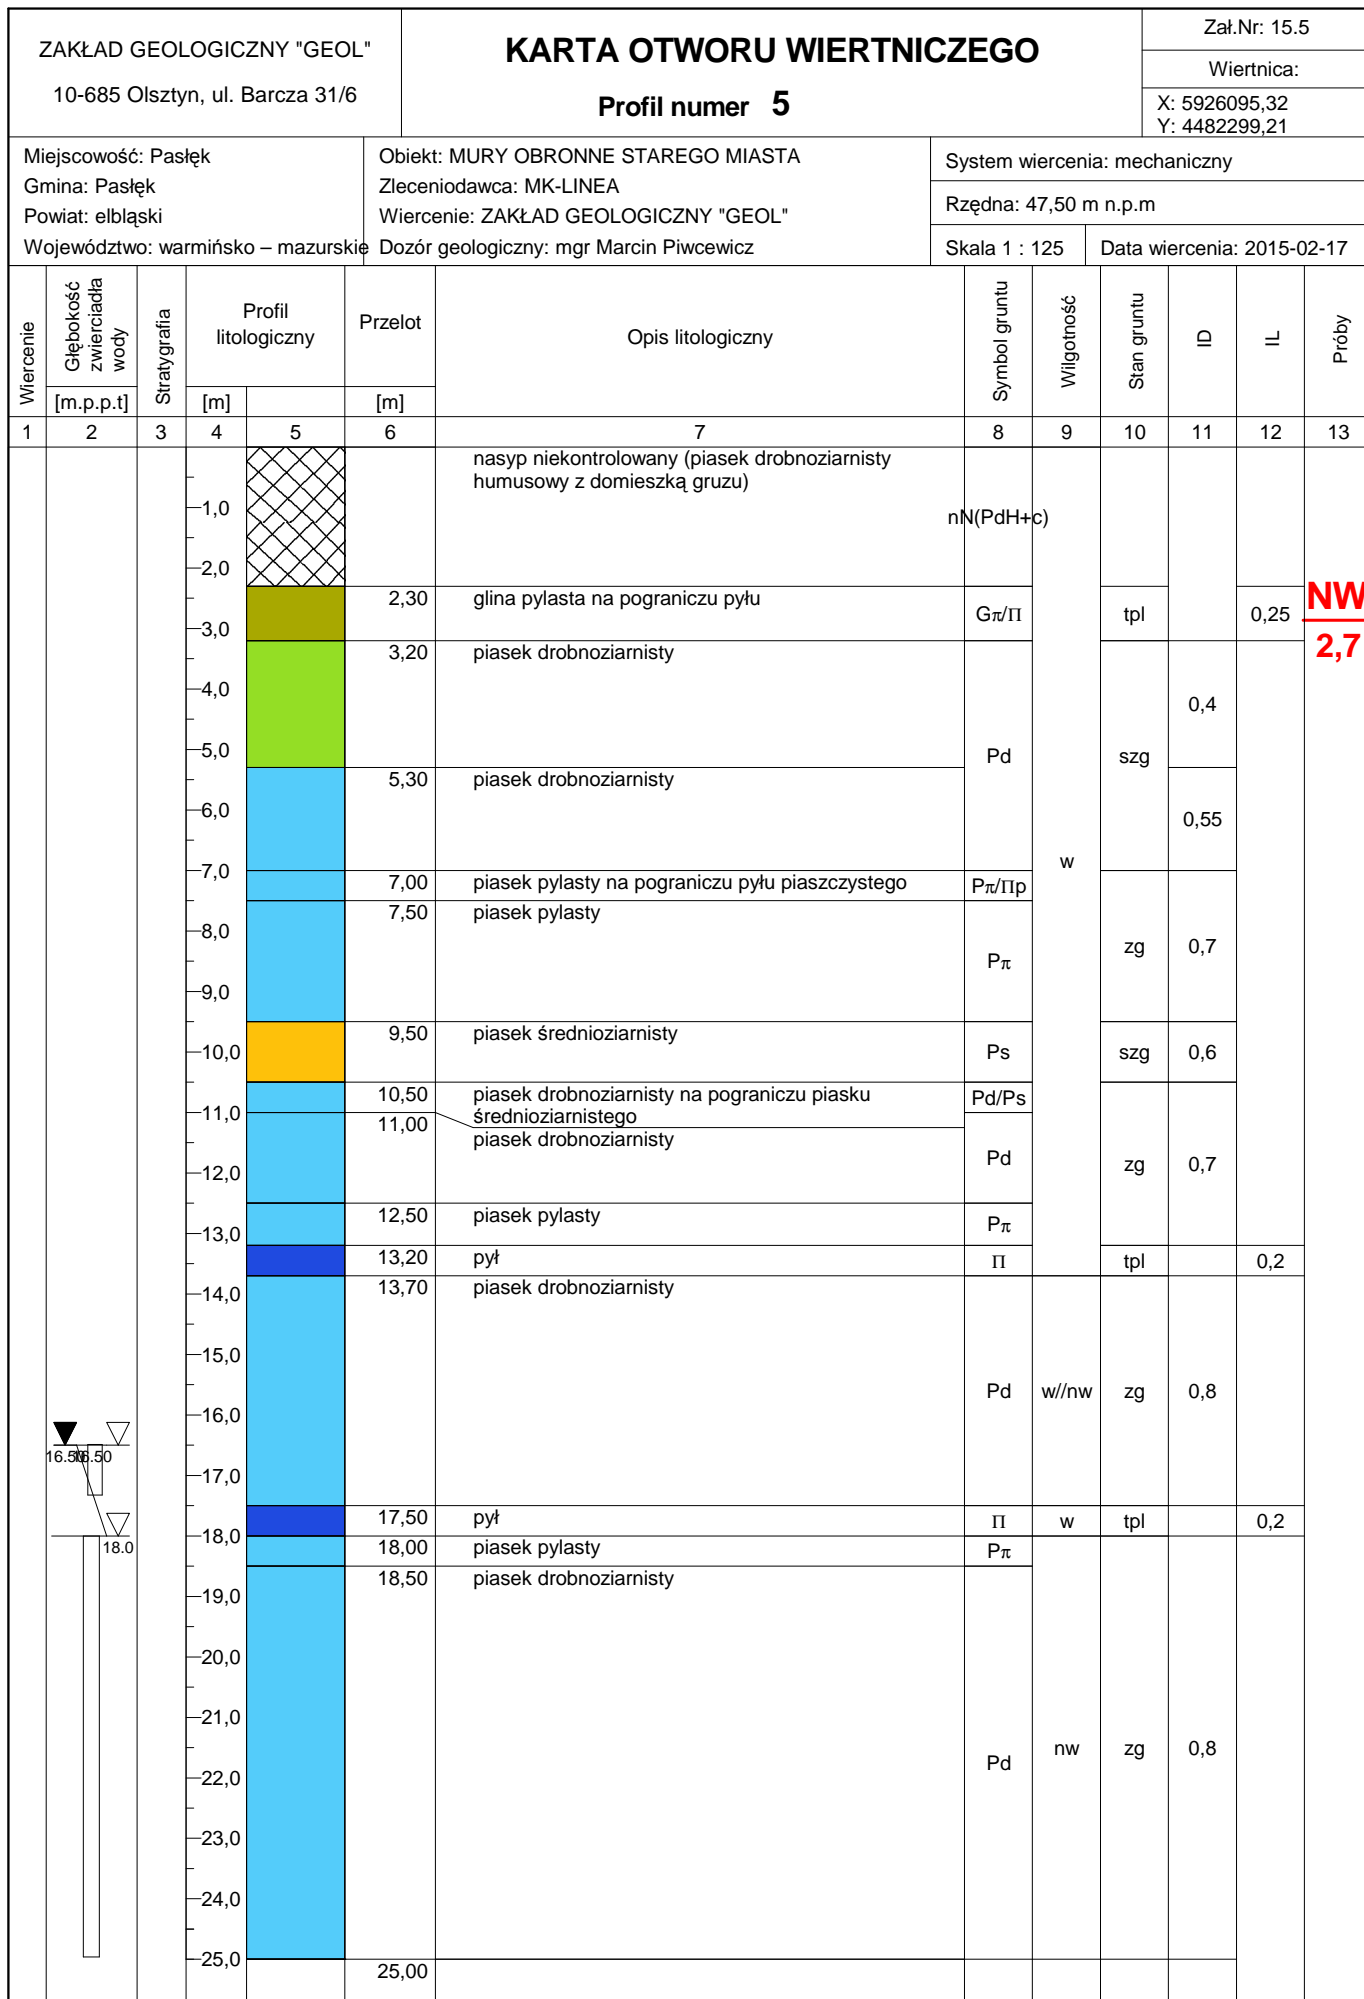 ZAKŁAD GEOLOGICZNY "GEOL"
10-685 Olsztyn, ul. Barcza 31/6
KARTA OTWORU WIERTNICZEGO
Profil numer 5
Zał.Nr: 15.5
Wiertnica:
X: 5926095,32
Y: 4482299,21
Miejscowość: Pasłęk
Gmina: Pasłęk
Powiat: elbląski
Województwo: warmińsko – mazurskie
Obiekt: MURY OBRONNE STAREGO MIASTA
Zleceniodawca: MK-LINEA
Wiercenie: ZAKŁAD GEOLOGICZNY "GEOL"
Dozór geologiczny: mgr Marcin Piwcewicz
System wiercenia: mechaniczny
Rzędna: 47,50 m n.p.m
Skala 1 : 125
Data wiercenia: 2015-02-17
Wiercenie
Głębokość
zwierciadła
wody
[m.p.p.t]
Stratygrafia
Profil
litologiczny
[m]
Przelot
[m]
Opis litologiczny
Symbol gruntu
Wilgotność
Stan gruntu
ID
IL
Próby
1 2 3 4 5 6 7 8 9 10 11 12 13
nasyp niekontrolowany (piasek drobnoziarnisty
humusowy z domieszką gruzu)
1,0
nN(PdH+c)
2,0
2,30 glina pylasta na pograniczu pyłu Gπ/Π tpl 0,25
NW
2,7
3,0
3,20 piasek drobnoziarnisty
4,0
0,4
5,0
Pd szg
5,30 piasek drobnoziarnisty
6,0
0,55
7,0
w
7,00 piasek pylasty na pograniczu pyłu piaszczystego Pπ/Πp
7,50 piasek pylasty
8,0
zg 0,7
Pπ
9,0
9,50 piasek średnioziarnisty
10,0
Ps szg 0,6
10,50 piasek drobnoziarnisty na pograniczu piasku
średnioziarnistego
Pd/Ps
11,0
11,00 piasek drobnoziarnisty
Pd zg 0,7
12,0
12,50 piasek pylasty Pπ
13,0
13,20 pył Π tpl 0,2
13,70 piasek drobnoziarnisty
14,0
15,0
Pd w//nw zg 0,8
16,0
16.50 16.50
17,0
17,50 pył Π w tpl 0,2
18,0
18.0
18,00 piasek pylasty Pπ
18,50 piasek drobnoziarnisty
19,0
20,0
21,0
Pd nw zg 0,8
22,0
23,0
24,0
25,0
25,00